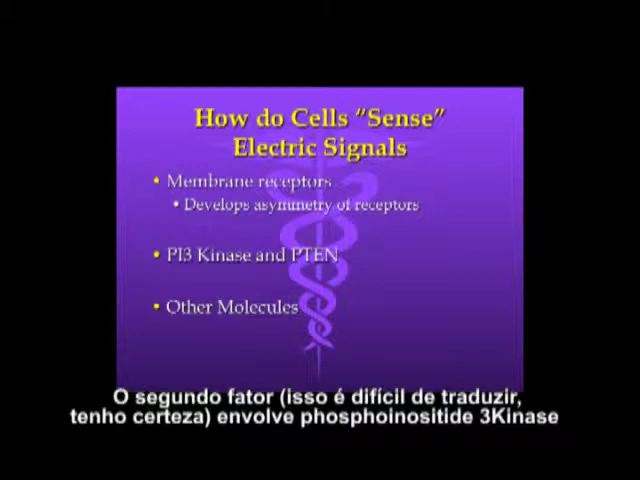 How do Cells “Sense”
Electric Signals
• Membrane receptors
• Develops asymmetry of receptors
• PI3 Kinase and PTEN
• Other Molecules
O segundo fator (isso é difícil de traduzir,
tenho certeza) envolve phosphoinositide 3Kinase